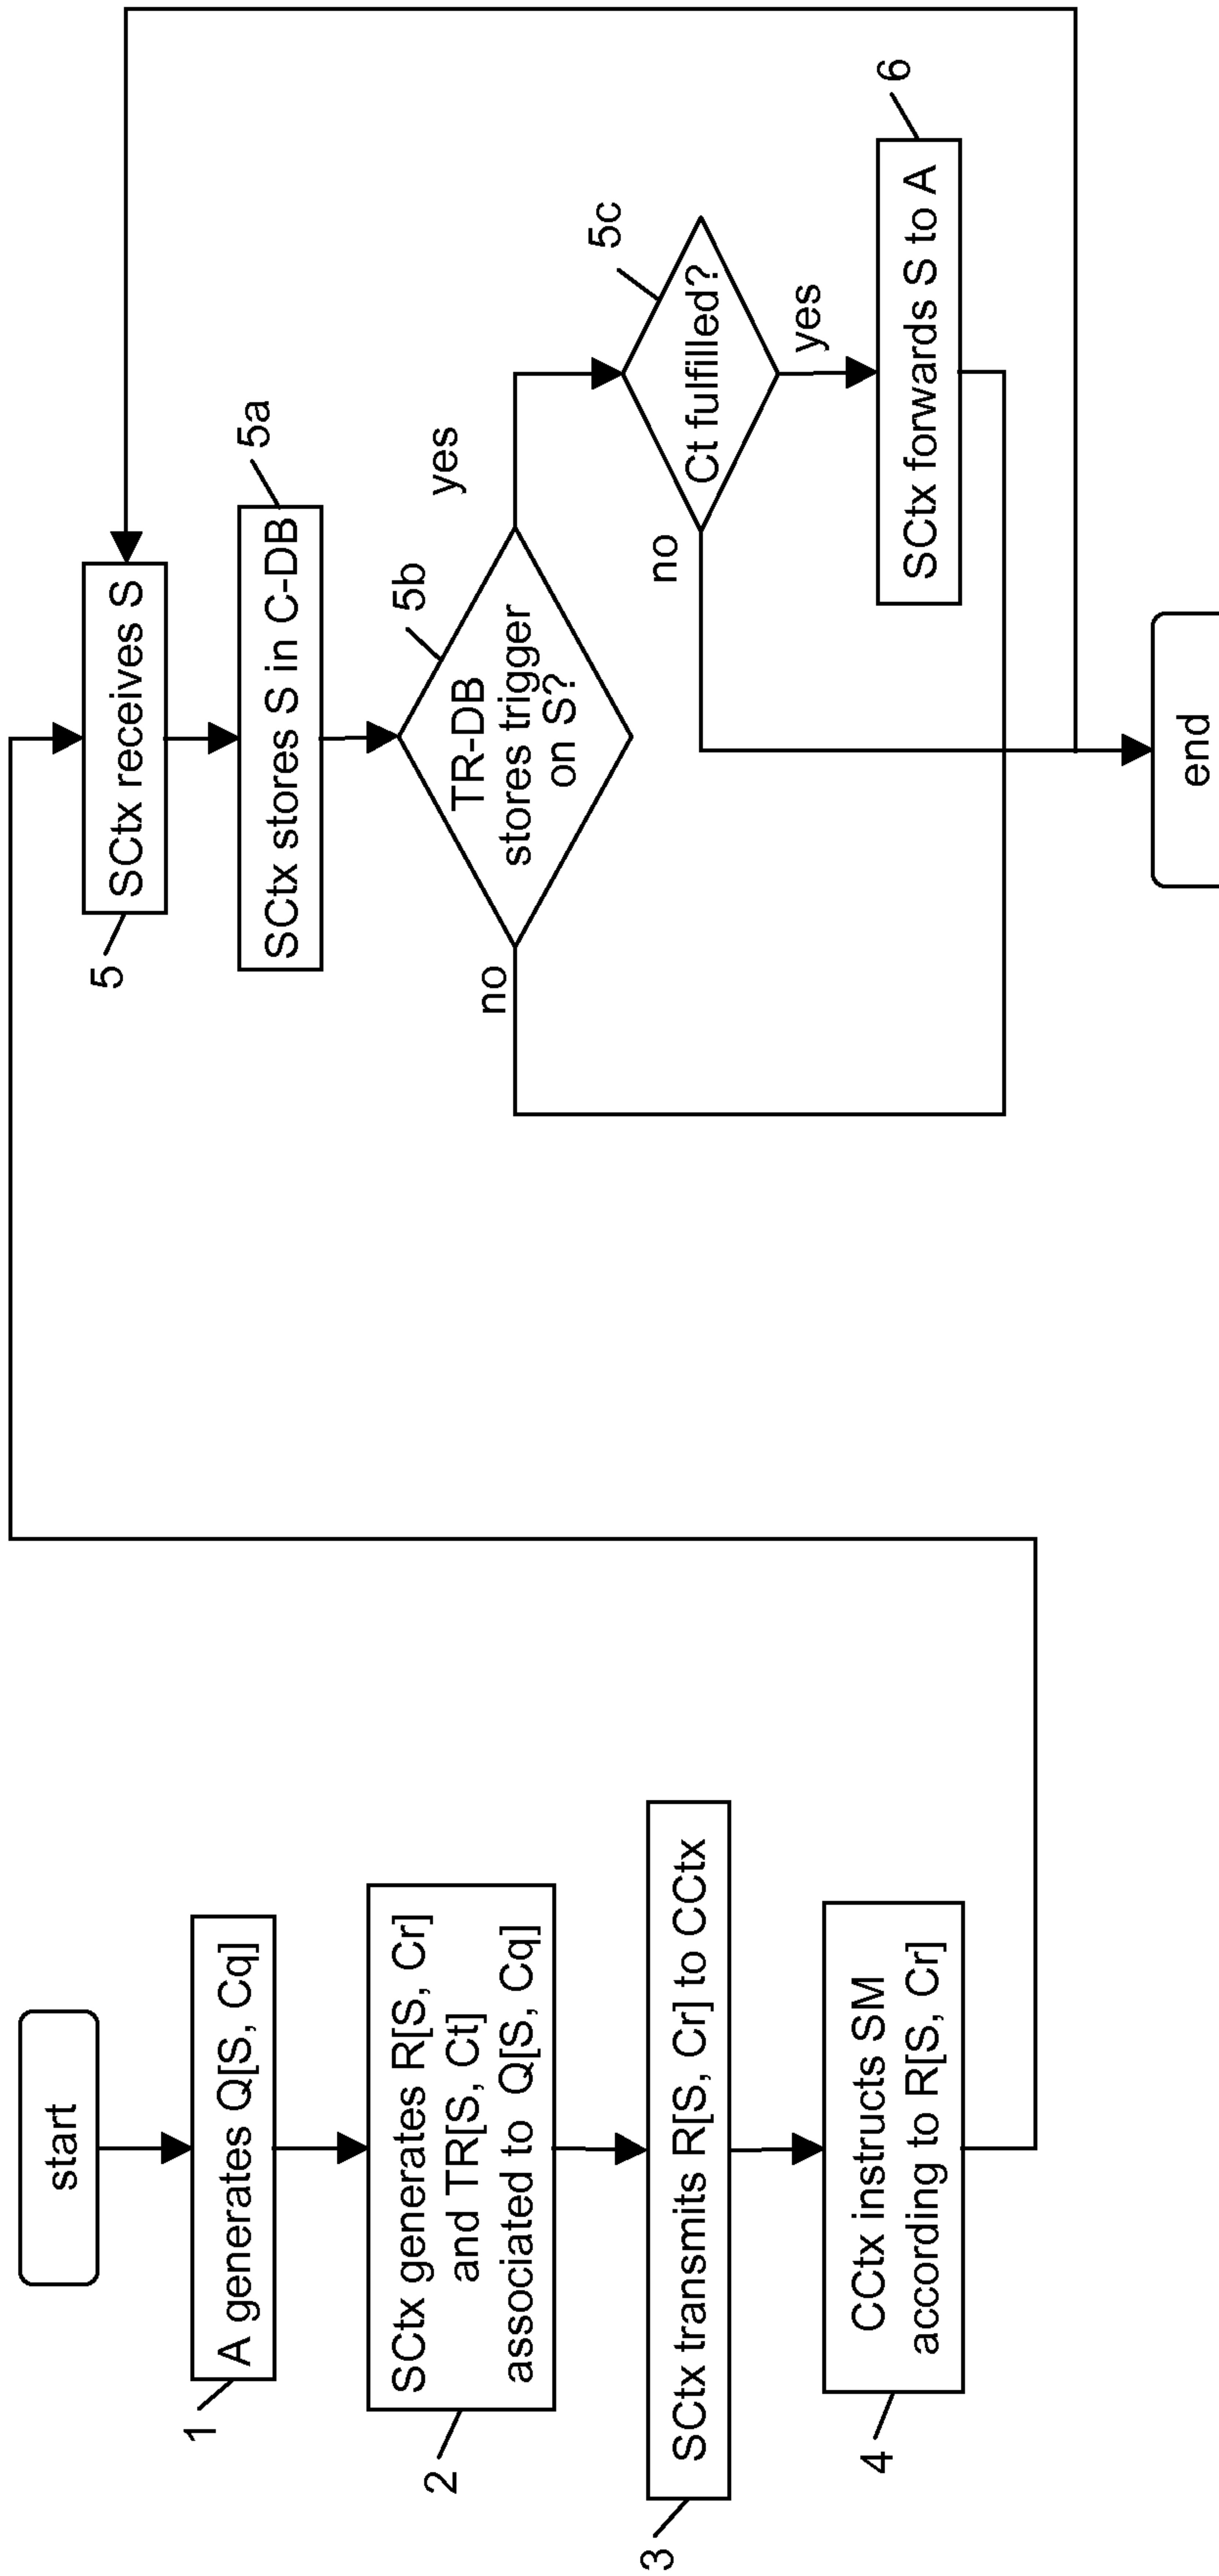 start
1
A generates Q[S, Cq]
2
SCtx generates R[S, Cr]
and TR[S, Ct]
associated to Q[S, Cq]
3
SCtx transmits R[S, Cr] to CCtx
4
CCtx instructs SM
according to R[S, Cr]
5
SCtx receives S
5a
SCtx stores S in C-DB
5b
TR-DB
stores trigger
on S?
no
yes
5c
Ct fulfilled?
no
yes
6
SCtx forwards S to A
end